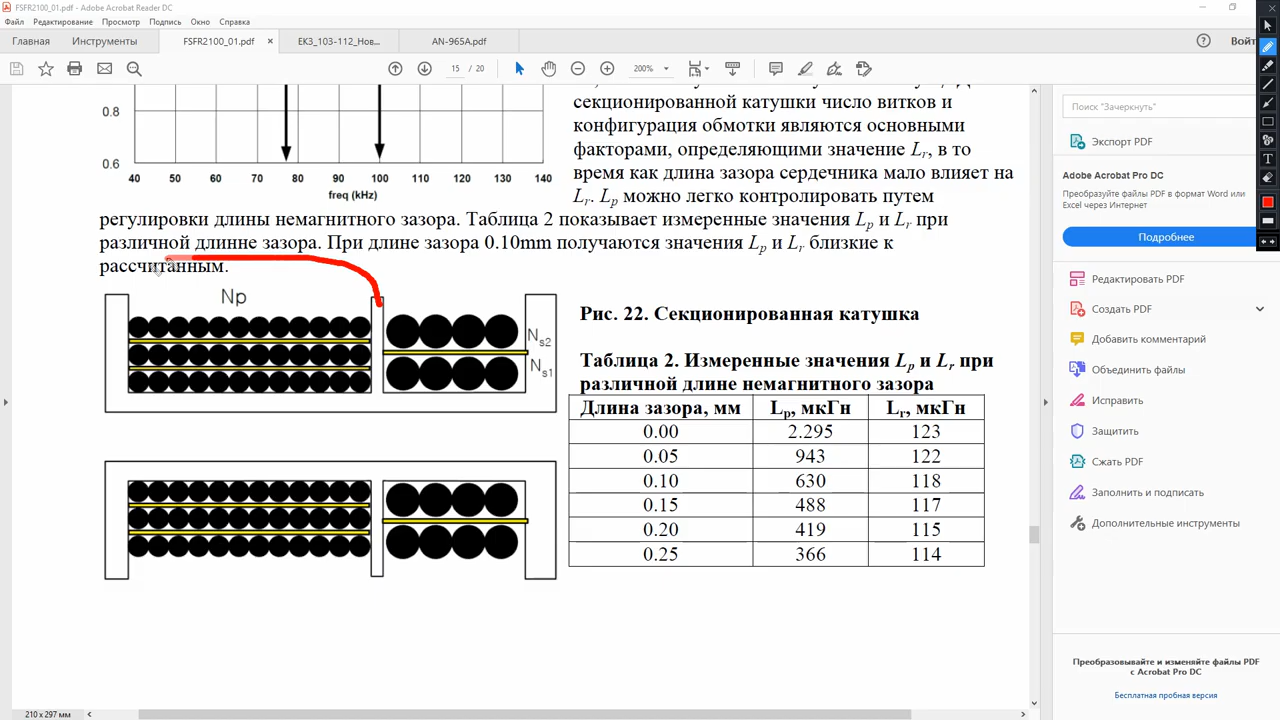 FSFR2100_01.pdf - Adobe Acrobat Reader DC
Файл Редактирование Просмотр Подпись Окно Справка
Главная Инструменты FSFR2100_01.pdf × EK3_103-112_Нов... AN-965A.pdf Войти
15 / 20 200%
секционированной катушки число витков и
конфигурация обмотки являются основными
факторами, определяющими значение Lr, в то
время как длина зазора сердечника мало влияет на
Lr. Lp можно легко контролировать путем
регулировки длины немагнитного зазора. Таблица 2 показывает измеренные значения Lp и Lr при
различной длинне зазора. При длине зазора 0.10mm получаются значения Lp и Lr близкие к
рассчитанным.
0.8
0.6
40 50 60 70 80 90 100 110 120 130 140
freq (kHz)
Np
Ns2
Ns1
Рис. 22. Секционированная катушка
Таблица 2. Измеренные значения Lp и Lr при
различной длине немагнитного зазора
Длина зазора, мм Lp, мкГн Lr, мкГн
0.00 2.295 123
0.05 943 122
0.10 630 118
0.15 488 117
0.20 419 115
0.25 366 114
Поиск "Зачеркнуть"
Экспорт PDF
Adobe Acrobat Pro DC
Преобразуйте файлы PDF в формат Word или
Excel через Интернет
Подробнее
Редактировать PDF
Создать PDF
Добавить комментарий
Объединить файлы
Исправить
Защитить
Сжать PDF
Заполнить и подписать
Дополнительные инструменты
Преобразовывайте и изменяйте файлы PDF
с Acrobat Pro DC
Бесплатная пробная версия
210 x 297 мм